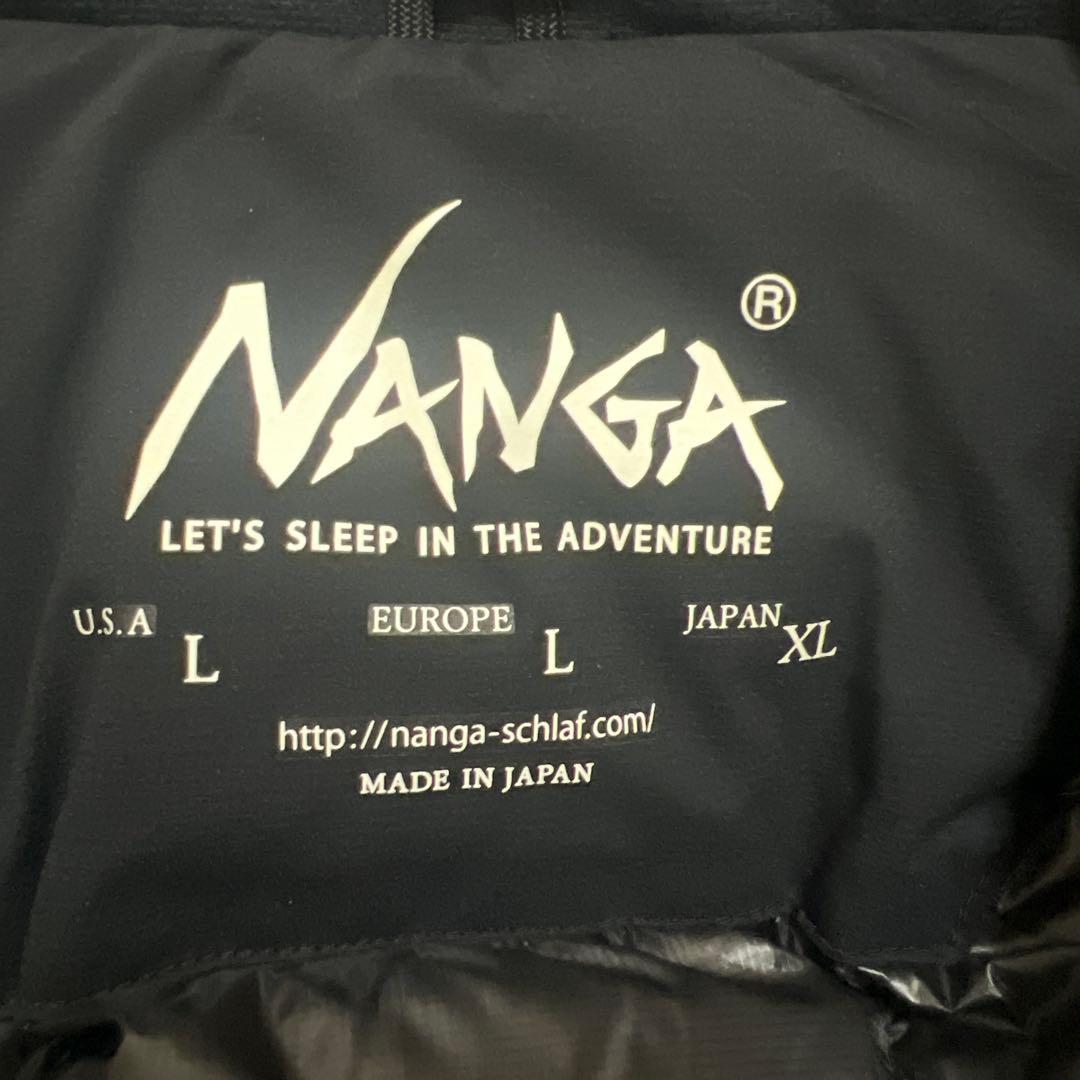 NANGA®
LET'S SLEEP IN THE ADVENTURE
U.S.A L EUROPE L JAPAN XL
http://nanga-schlaf.com/
MADE IN JAPAN